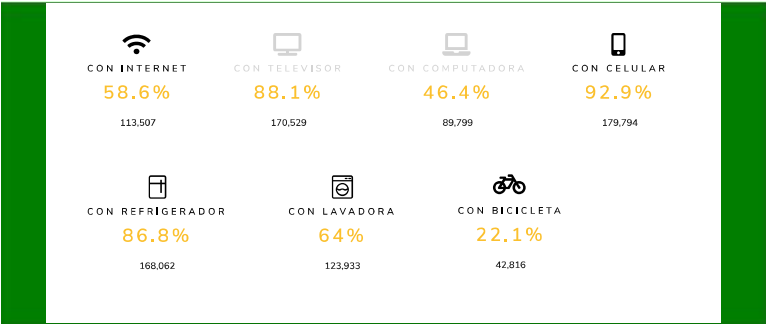 CON INTERNET CON TELEVISOR CON COMPUTADORA CON CELULAR
58.6% 88.1% 46.4% 92.9%
113,507 170,529 89,799 179,794
CON REFRIGERADOR CON LAVADORA CON BICICLETA
86.8% 64% 22.1%
168,062 123,933 42,816